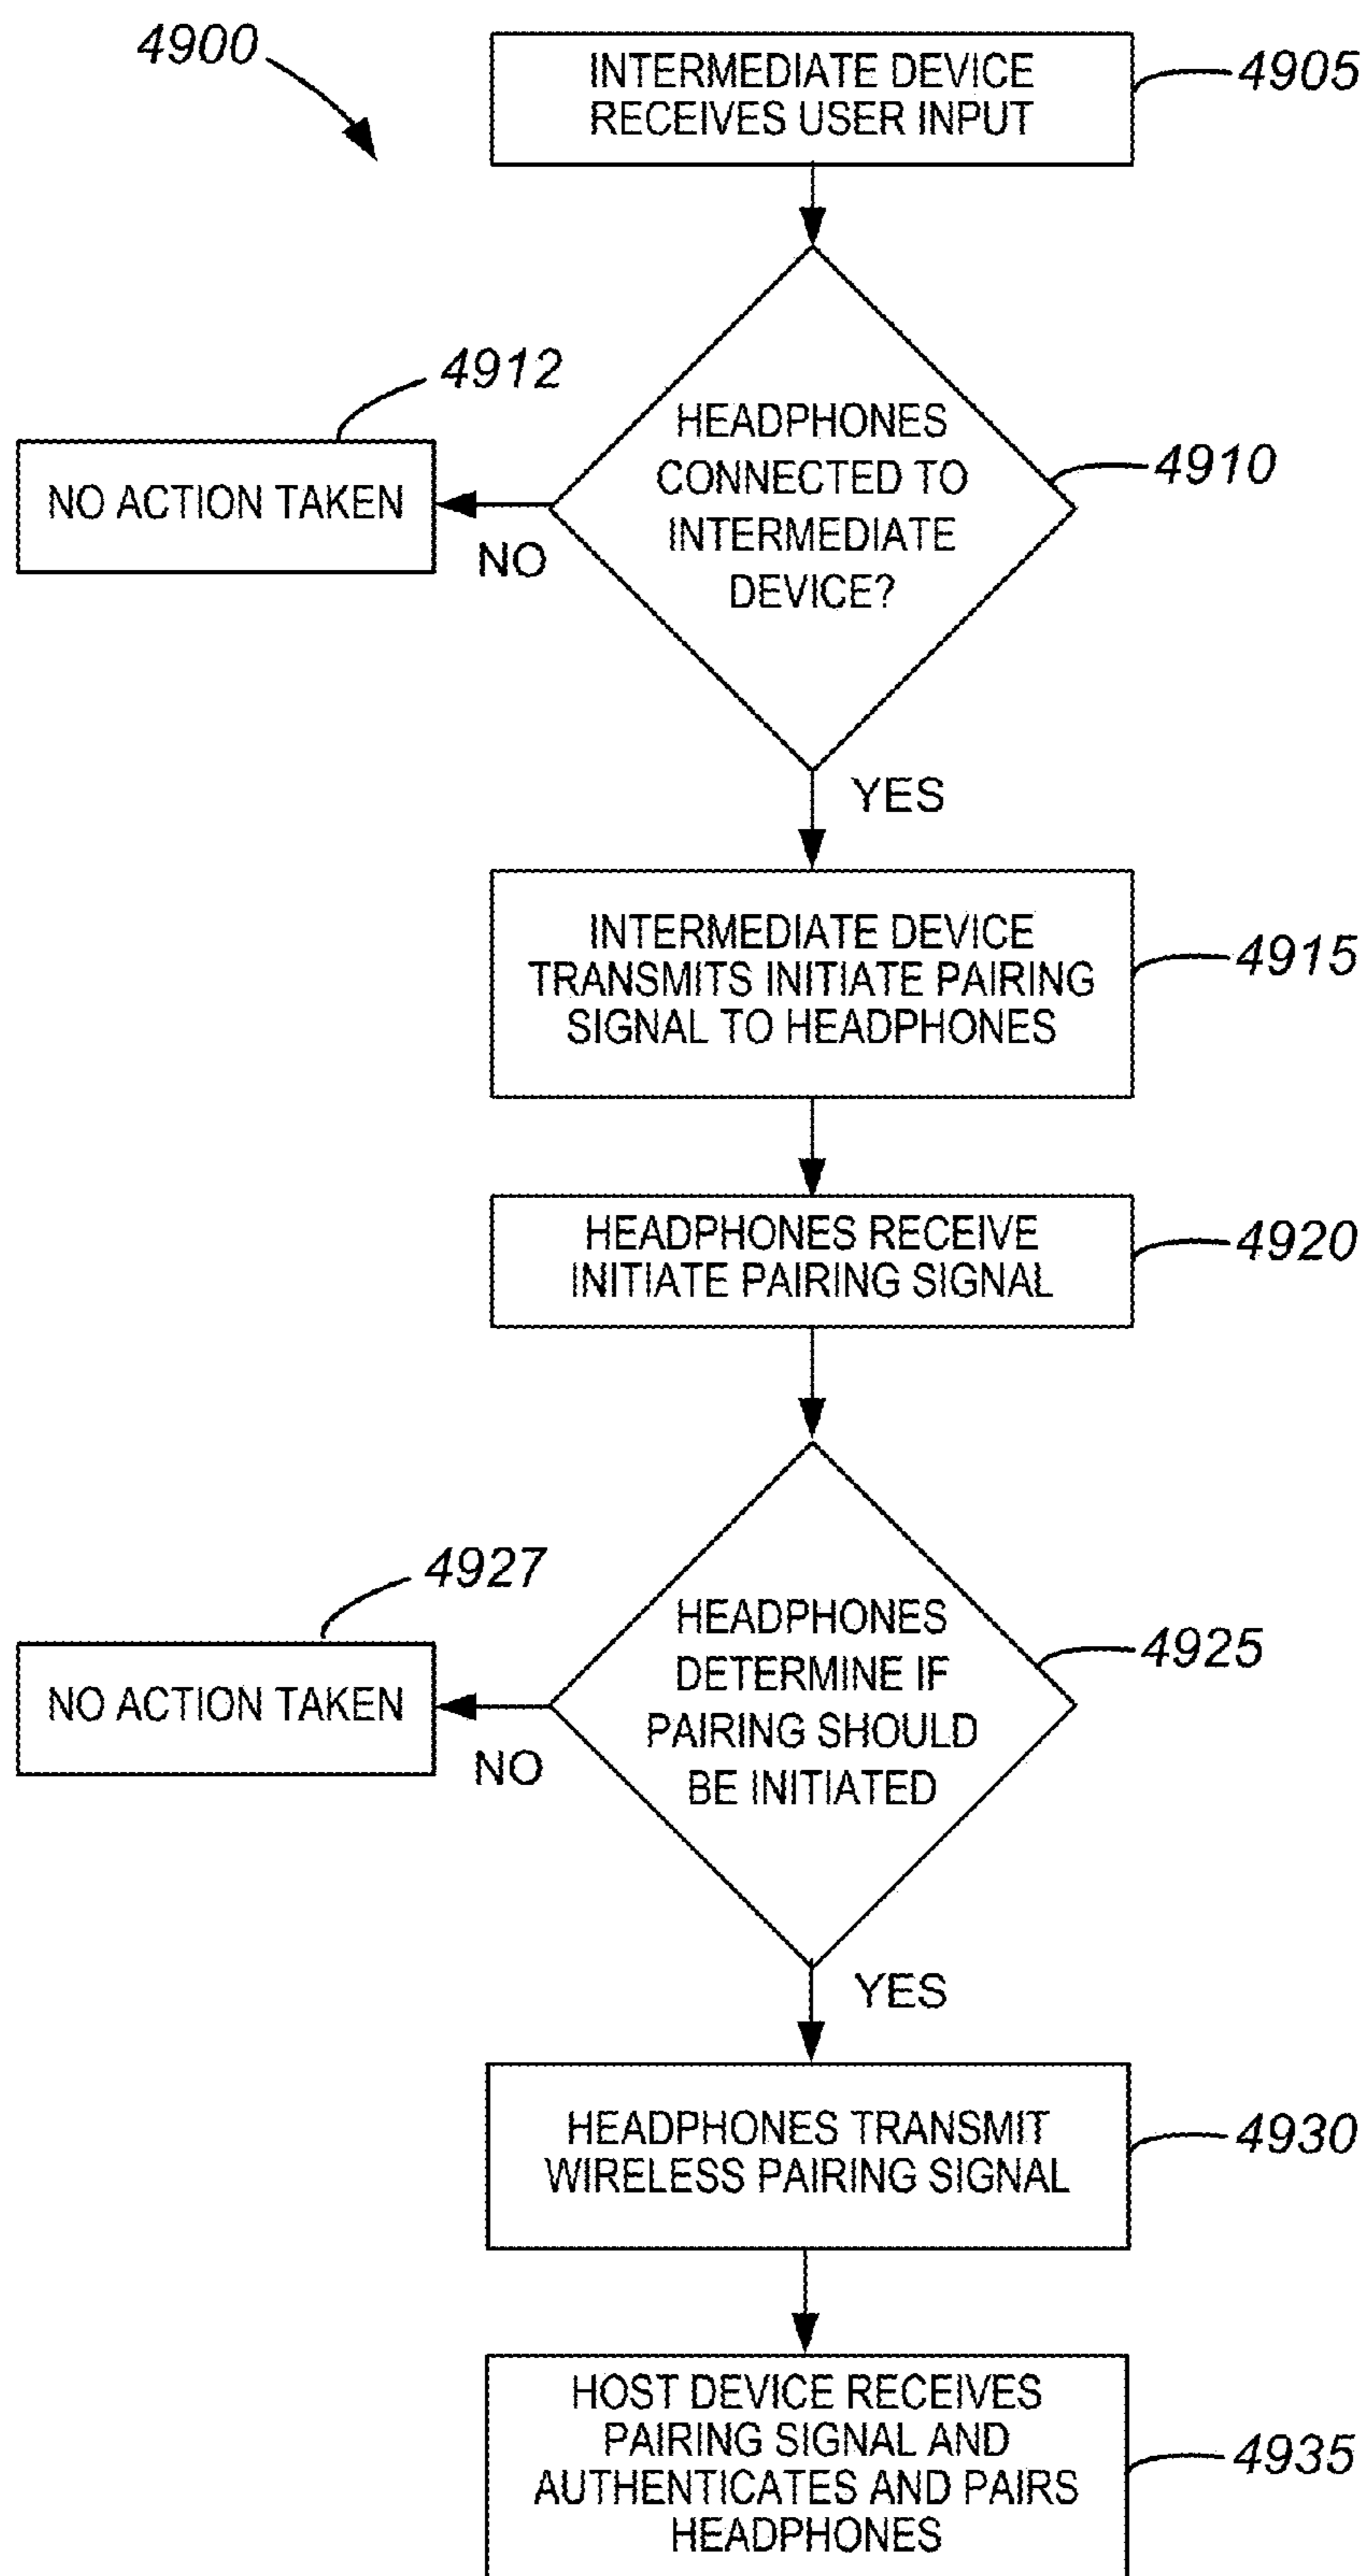 4900
INTERMEDIATE DEVICE
RECEIVES USER INPUT
4905
HEADPHONES
CONNECTED TO
INTERMEDIATE
DEVICE?
4910
4912
NO ACTION TAKEN
NO
YES
INTERMEDIATE DEVICE
TRANSMITS INITIATE PAIRING
SIGNAL TO HEADPHONES
4915
HEADPHONES RECEIVE
INITIATE PAIRING SIGNAL
4920
HEADPHONES
DETERMINE IF
PAIRING SHOULD
BE INITIATED
4925
4927
NO ACTION TAKEN
NO
YES
HEADPHONES TRANSMIT
WIRELESS PAIRING SIGNAL
4930
HOST DEVICE RECEIVES
PAIRING SIGNAL AND
AUTHENTICATES AND PAIRS
HEADPHONES
4935